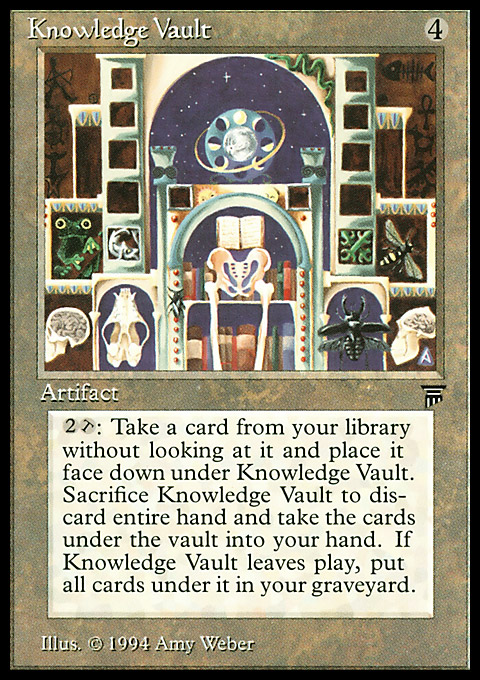 Knowledge Vault 4
A
Artifact
2: Take a card from your library
without looking at it and place it
face down under Knowledge Vault.
Sacrifice Knowledge Vault to dis-
card entire hand and take the cards
under the vault into your hand. If
Knowledge Vault leaves play, put
all cards under it in your graveyard.
Illus. © 1994 Amy Weber